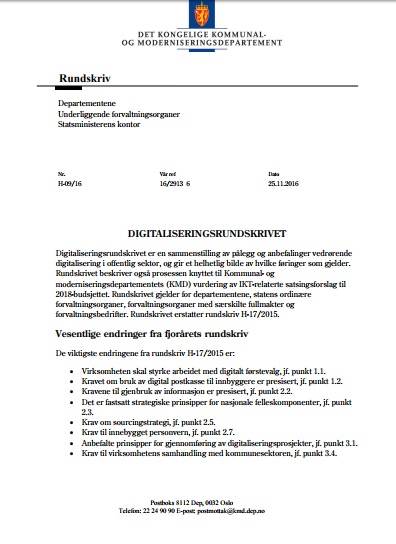 DET KONGELIGE KOMMUNAL-
OG MODERNISERINGSDEPARTEMENT
Rundskriv
Departementene
Underliggende forvaltningsorganer
Statsministerens kontor
Nr. Vår ref Dato
H-09/16 16/2913 6 25.11.2016
DIGITALISERINGSRUNDSKRIVET
Digitaliseringsrundskrivet er en sammenstilling av pålegg og anbefalinger vedrørende
digitalisering i offentlig sektor, og gir et helhetlig bilde av hvilke føringer som gjelder.
Rundskrivet beskriver også prosessen knyttet til Kommunal- og
moderniseringsdepartementets (KMD) vurdering av IKT-relaterte satsingsforslag til
2018-budsjettet. Rundskrivet gjelder for departementene, statens ordinære
forvaltningsorganer, forvaltningsorganer med særskilte fullmakter og
forvaltningsbedrifter. Rundskrivet erstatter rundskriv H-17/2015.
Vesentlige endringer fra fjorårets rundskriv
De viktigste endringene fra rundskriv H-17/2015 er:
• Virksomheten skal styrke arbeidet med digitalt førstevalg, jf. punkt 1.1.
• Kravet om bruk av digital postkasse til innbyggere er presisert, jf. punkt 1.2.
• Kravene til gjenbruk av informasjon er presisert, jf. punkt 2.2.
• Det er fastsatt strategiske prinsipper for nasjonale felleskomponenter, jf. punkt
2.3.
• Krav om sourcingstrategi, jf. punkt 2.5.
• Krav til innebygget personvern, jf. punkt 2.7.
• Anbefalte prinsipper for gjennomføring av digitaliseringsprosjekter, jf. punkt 3.1.
• Krav til virksomhetens samhandling med kommunesektoren, jf. punkt 3.4.
Postboks 8112 Dep, 0032 Oslo
Telefon: 22 24 90 90 E-post: postmottak@kmd.dep.no